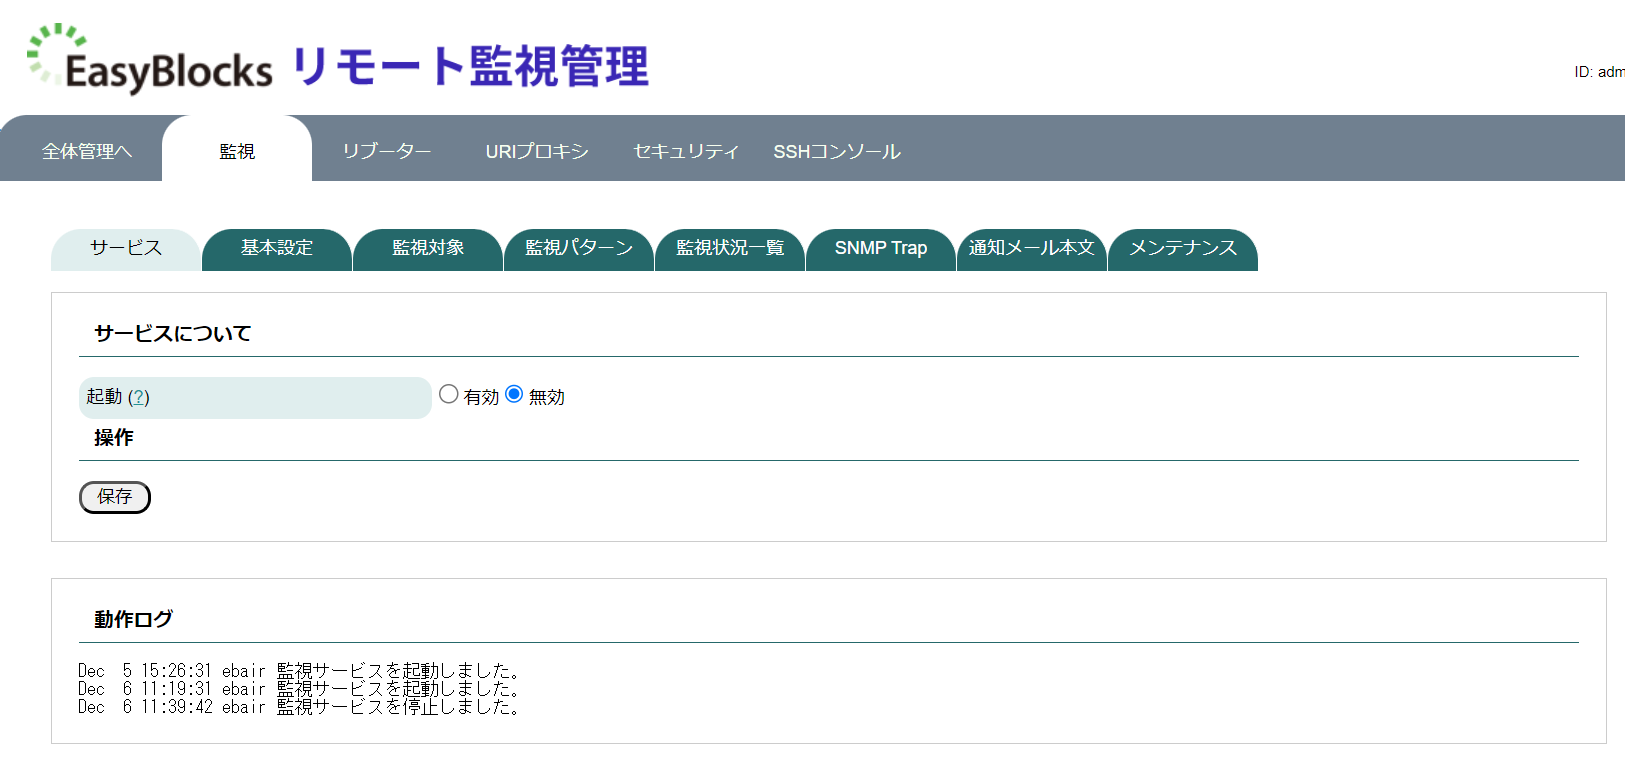 EasyBlocks リモート監視管理
ID: adm
全体管理へ 監視 リブーター URIプロキシ セキュリティ SSHコンソール
サービス 基本設定 監視対象 監視パターン 監視状況一覧 SNMP Trap 通知メール本文 メンテナンス
サービスについて
起動 (?) 有効 無効
操作
保存
動作ログ
Dec  5 15:26:31 ebair 監視サービスを起動しました。
Dec  6 11:19:31 ebair 監視サービスを起動しました。
Dec  6 11:39:42 ebair 監視サービスを停止しました。